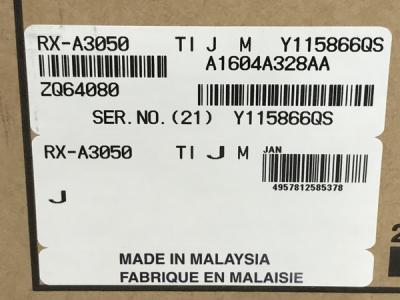 RX-A3050 TI J M Y115866QS
A1604A328AA
ZQ64080
SER.NO.(21) Y115866QS
RX-A3050 TI J M JAN
4957812585378
J
MADE IN MALAYSIA
FABRIQUE EN MALAISIE